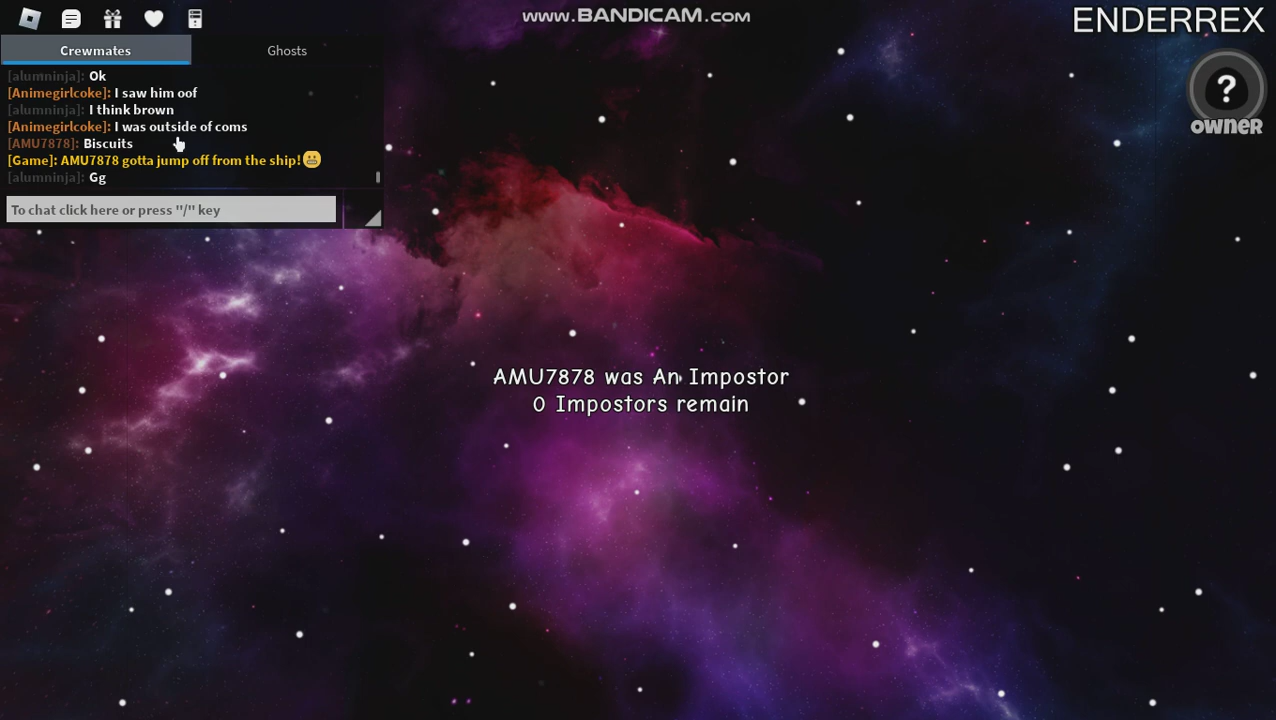 www.BANDICAM.com
ENDERREX
Crewmates
Ghosts
[alumninja]: Ok
[Animegirlcoke]: I saw him oof
[alumninja]: I think brown
[Animegirlcoke]: I was outside of coms
[AMU7878]: Biscuits
[Game]: AMU7878 gotta jump off from the ship!😬
[alumninja]: Gg
To chat click here or press "/" key
?
OWNER
AMU7878 was An Impostor
0 Impostors remain